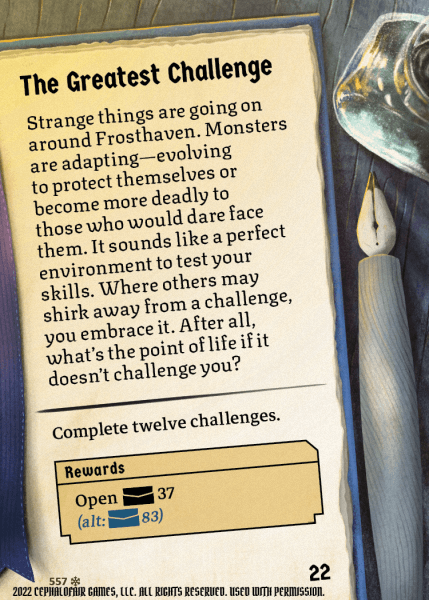 The Greatest Challenge
Strange things are going on
around Frosthaven. Monsters
are adapting—evolving
to protect themselves or
become more deadly to
those who would dare face
them. It sounds like a perfect
environment to test your
skills. Where others may
shirk away from a challenge,
you embrace it. After all,
what's the point of life if it
doesn't challenge you?
Complete twelve challenges.
Rewards
Open 37
(alt: 83)
557
22
2022 CEPHALOFAIR GAMES, LLC. ALL RIGHTS RESERVED. USED WITH PERMISSION.